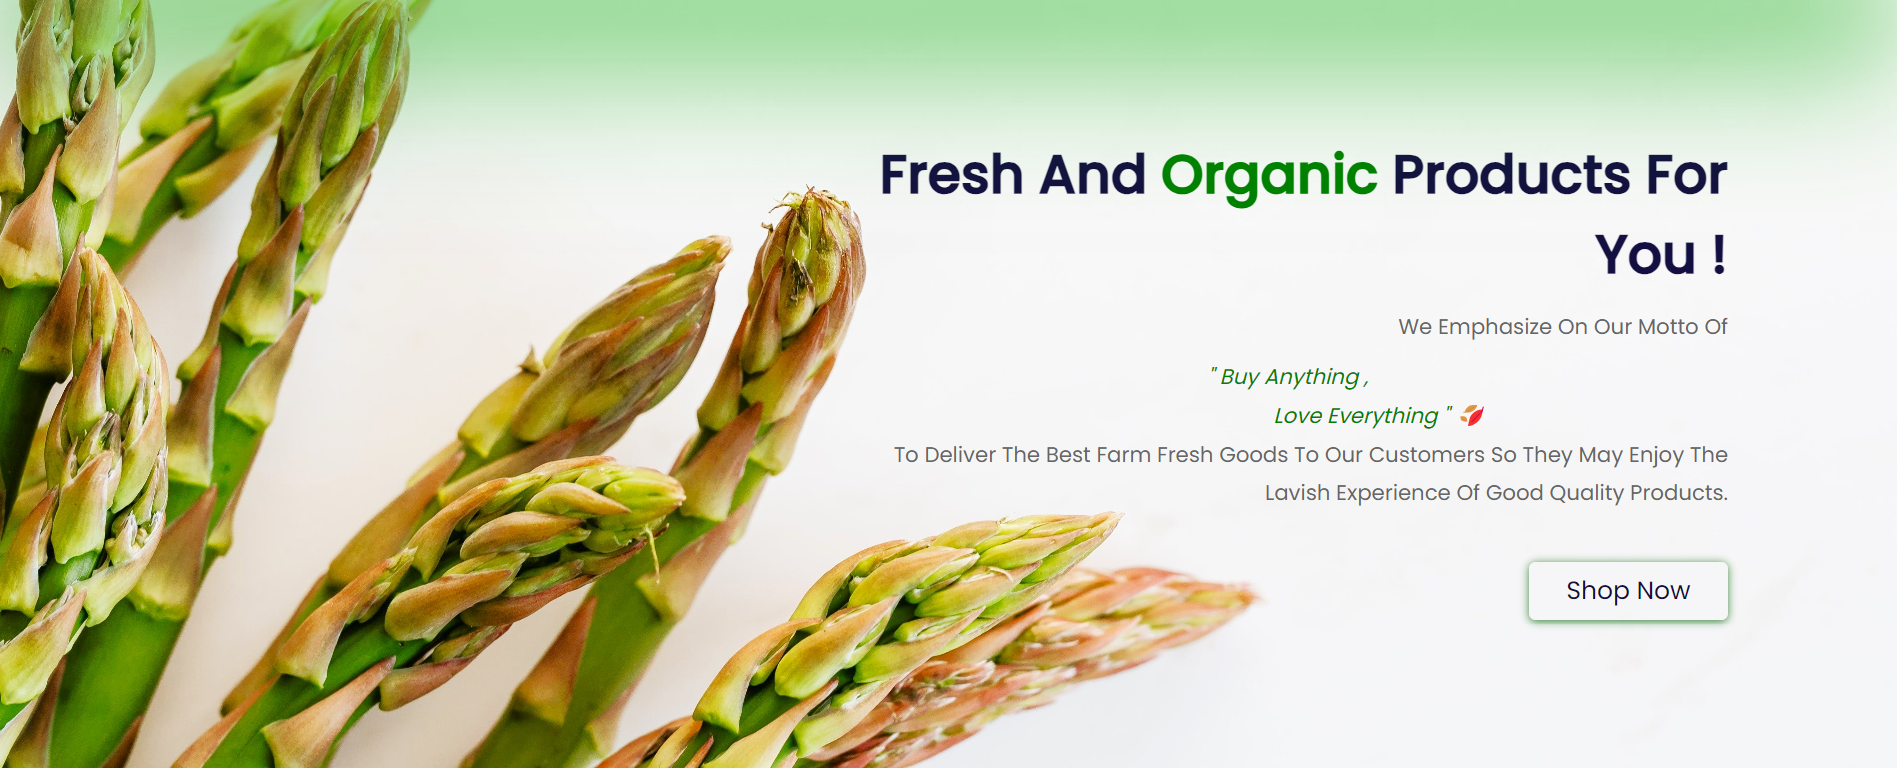 Fresh And Organic Products For
You !
We Emphasize On Our Motto Of
" Buy Anything ,
Love Everything " 🍂
To Deliver The Best Farm Fresh Goods To Our Customers So They May Enjoy The
Lavish Experience Of Good Quality Products.
Shop Now